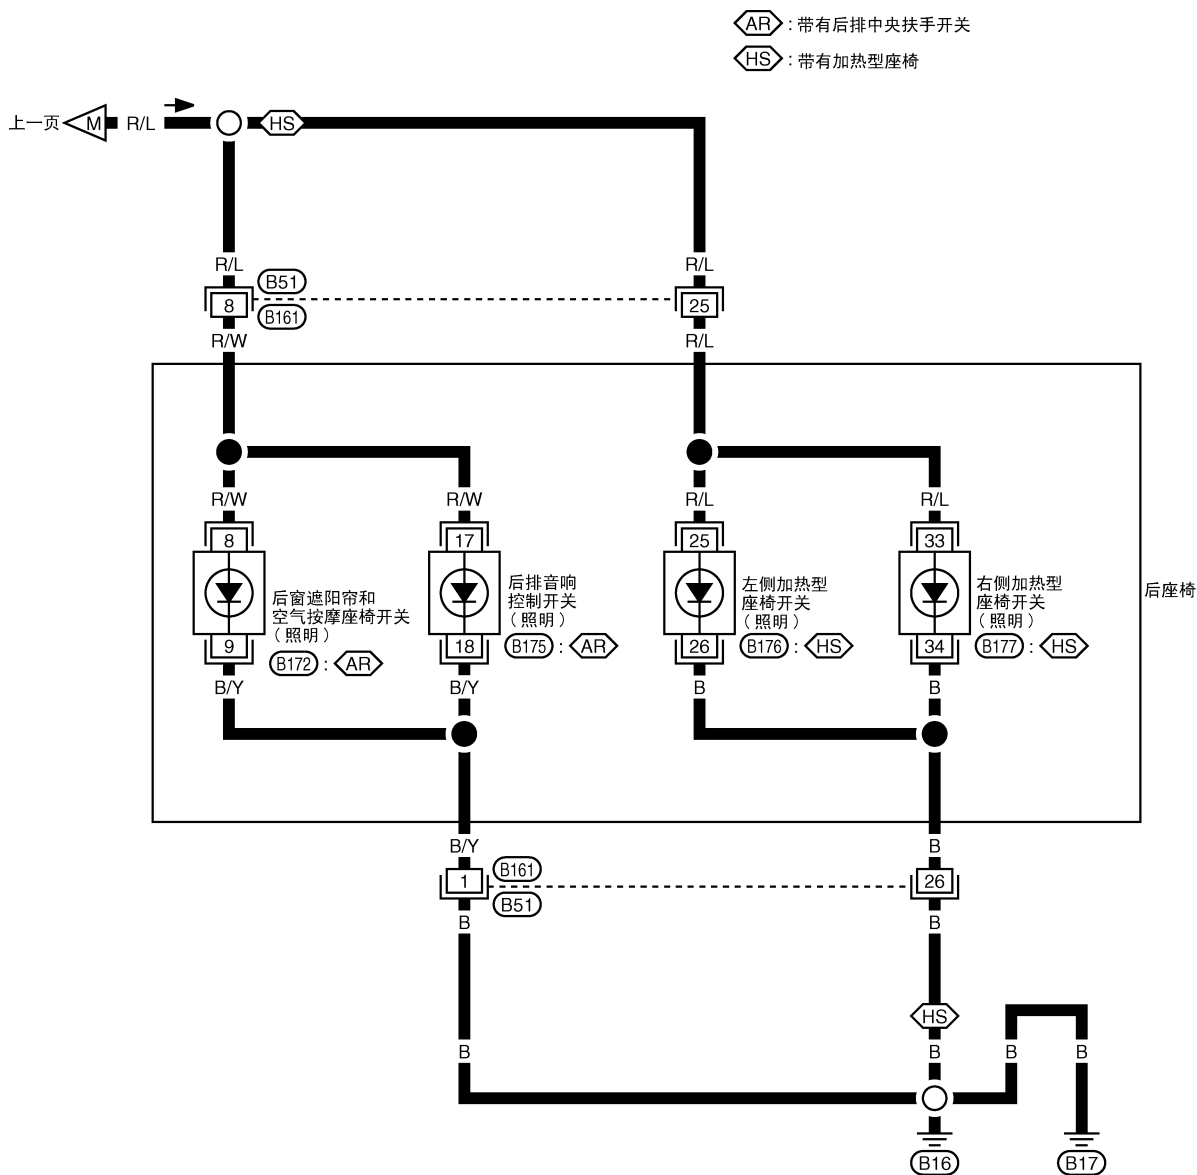 AR : 带有后排中央扶手开关
HS : 带有加热型座椅
上一页 M R/L HS
R/L R/L
B51
8 25
B161
R/W R/L
R/W R/W R/L R/L
8 17 25 33
后窗遮阳帘和
空气按摩座椅开关
(照明)
B172 : AR
后排音响
控制开关
(照明)
B175 : AR
左侧加热型
座椅开关
(照明)
B176 : HS
右侧加热型
座椅开关
(照明)
B177 : HS
后座椅
9 18 26 34
B/Y B/Y B B
B/Y B
B161
1 26
B51
B B
HS
B B B B
B16 B17